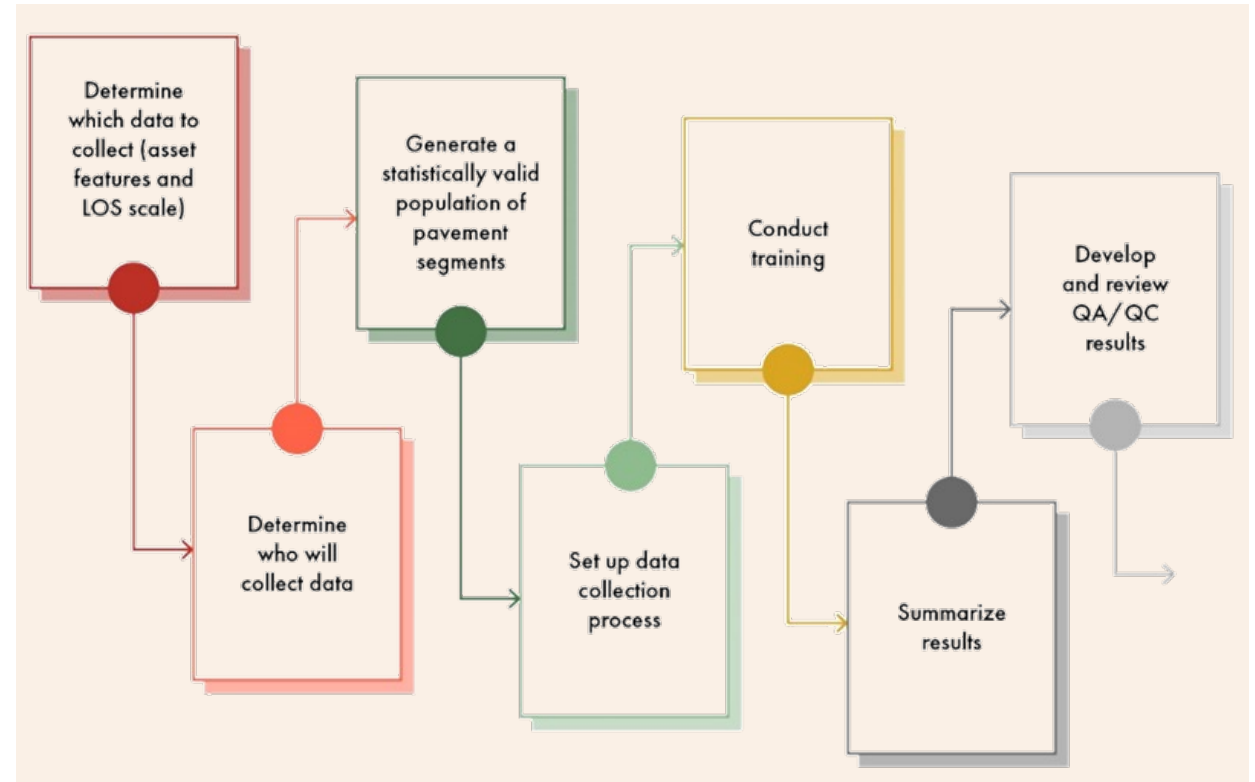 Determine
which data to
collect (asset
features and
LOS scale)
Determine
who will
collect data
Generate a
statistically valid
population of
pavement
segments
Set up data
collection
process
Conduct
training
Summarize
results
Develop
and review
QA/QC
results